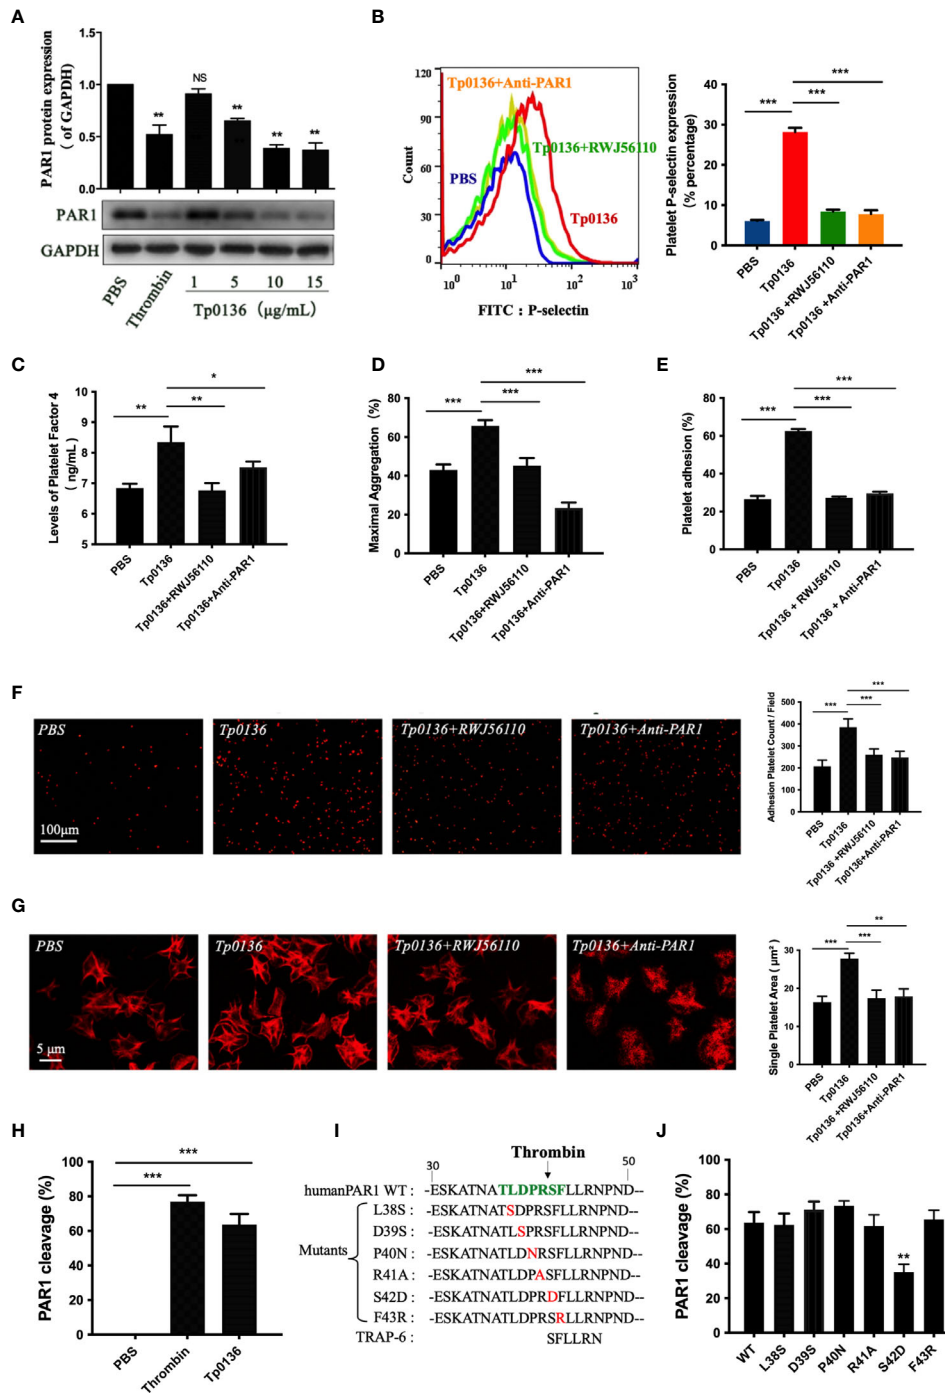 A
PAR1 protein expression
( of GAPDH)
1.5
1.0
0.5
0.0
**
NS
**
**
**
PAR1
GAPDH
PBS
Thrombin
1 5 10 15
Tp0136 (μg/mL)
B
Count
120
90
60
30
0
Tp0136+Anti-PAR1
Tp0136+RWJ56110
PBS
Tp0136
10⁰ 10¹ 10² 10³
FITC : P-selectin
Platelet P-selectin expression
(% percentage)
40
30
20
10
0
***
***
***
PBS
Tp0136
Tp0136 +RWJ56110
Tp0136 +Anti-PAR1
C
Levels of Platelet Factor 4
( ng/mL)
10
9
8
7
6
5
*
**
**
PBS
Tp0136
Tp0136+RWJ56110
Tp0136+Anti-PAR1
D
Maximal Aggregation (%)
80
60
40
20
0
***
***
***
PBS
Tp0136
Tp0136+RWJ56110
Tp0136+Anti-PAR1
E
Platelet adhesion (%)
80
60
40
20
0
***
***
***
PBS
Tp0136
Tp0136 + RWJ56110
Tp0136 + Anti-PAR1
F
PBS
100μm
Tp0136
Tp0136+RWJ56110
Tp0136+Anti-PAR1
Adhesion Platelet Count / Field
500
400
300
200
100
0
***
***
***
PBS
Tp0136
Tp0136 +RWJ56110
Tp0136+Anti-PAR1
G
PBS
5 μm
Tp0136
Tp0136+RWJ56110
Tp0136+Anti-PAR1
Single Platelet Area ( μm²)
30
20
10
0
**
***
***
PBS
Tp0136
Tp0136 +RWJ56110
Tp0136+Anti-PAR1
H
PAR1 cleavage (%)
100
80
60
40
20
0
***
***
PBS
Thrombin
Tp0136
I
Thrombin
30 50
humanPAR1 WT : -ESKATNATLDPRSFLLRNPND--
Mutants
L38S : -ESKATNATSDPRSFLLRNPND--
D39S : -ESKATNATLSPRSFLLRNPND--
P40N : -ESKATNATLDNRSFLLRNPND--
R41A : -ESKATNATLDPASFLLRNPND--
S42D : -ESKATNATLDPRDFLLRNPND--
F43R : -ESKATNATLDPRSRLLRNPND--
TRAP-6 : SFLLRN
J
PAR1 cleavage (%)
100
80
60
40
20
0
**
WT
L38S
D39S
P40N
R41A
S42D
F43R